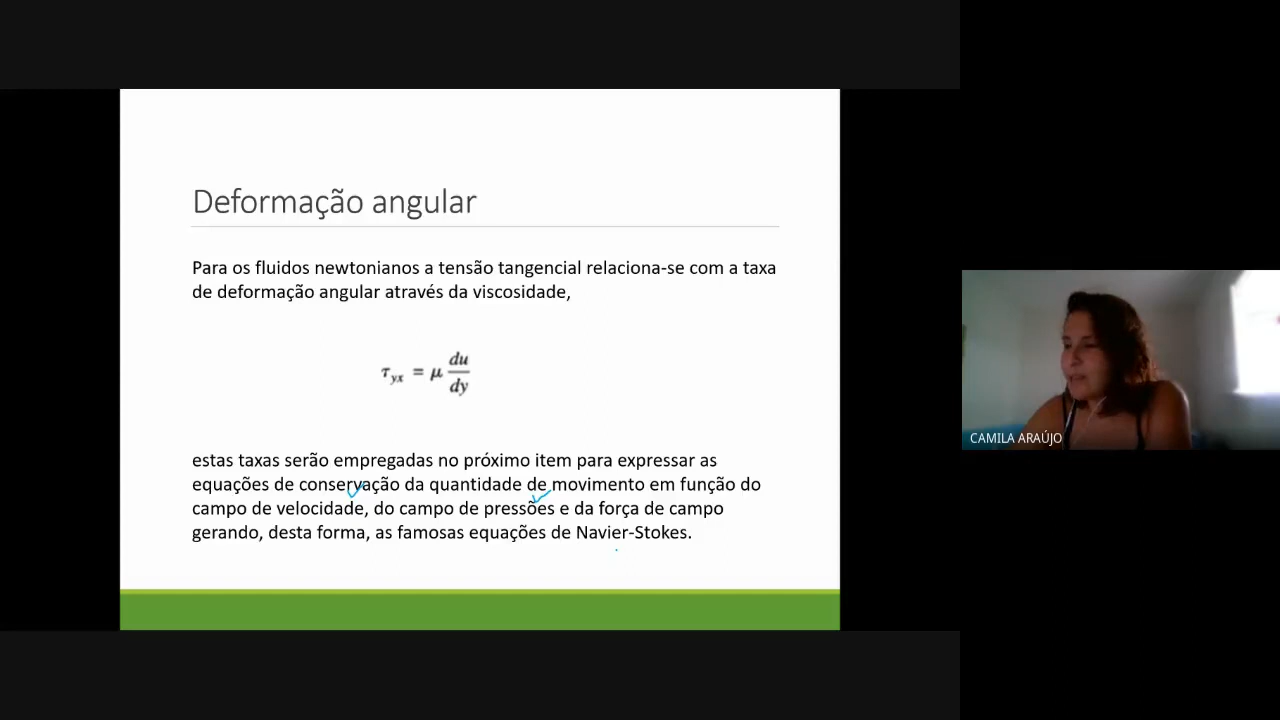 Deformação angular
Para os fluidos newtonianos a tensão tangencial relaciona-se com a taxa
de deformação angular através da viscosidade,
τ_yx = μ du/dy
estas taxas serão empregadas no próximo item para expressar as
equações de conservação da quantidade de movimento em função do
campo de velocidade, do campo de pressões e da força de campo
gerando, desta forma, as famosas equações de Navier-Stokes.
CAMILA ARAÚJO